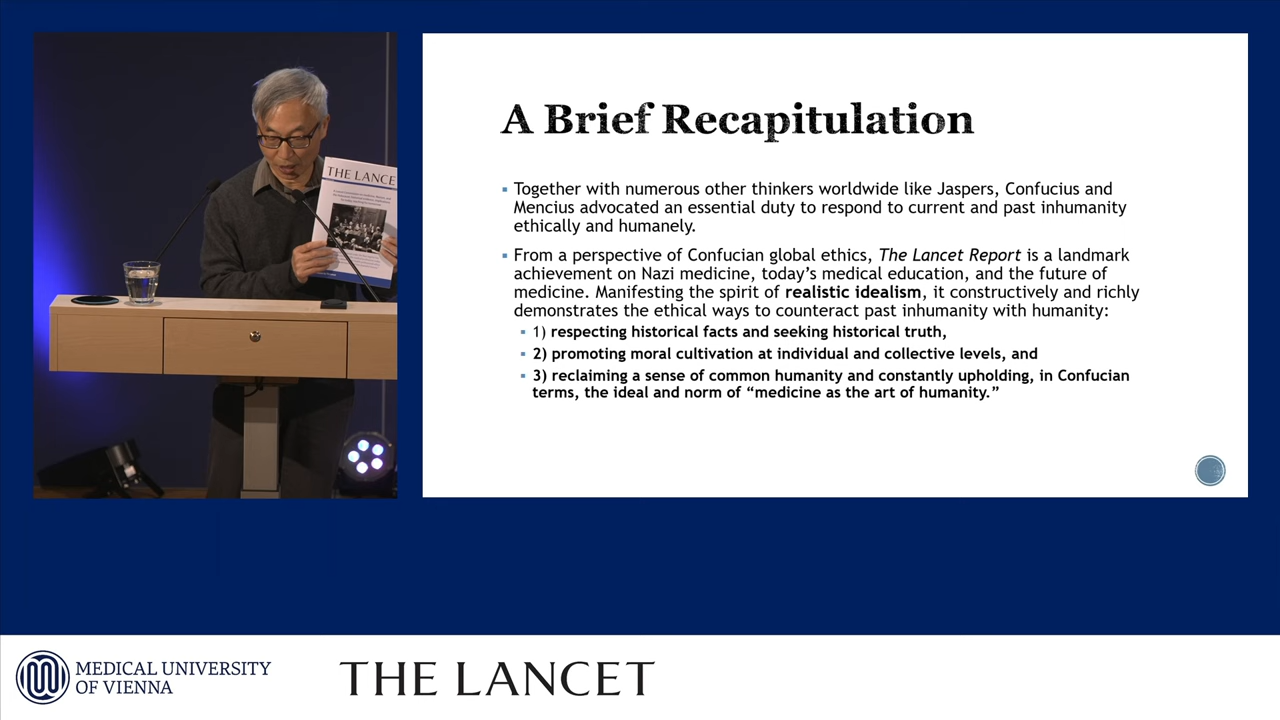 THE LANCE
A Brief Recapitulation
Together with numerous other thinkers worldwide like Jaspers, Confucius and
Mencius advocated an essential duty to respond to current and past inhumanity
ethically and humanely.
From a perspective of Confucian global ethics, The Lancet Report is a landmark
achievement on Nazi medicine, today’s medical education, and the future of
medicine. Manifesting the spirit of realistic idealism, it constructively and richly
demonstrates the ethical ways to counteract past inhumanity with humanity:
1) respecting historical facts and seeking historical truth,
2) promoting moral cultivation at individual and collective levels, and
3) reclaiming a sense of common humanity and constantly upholding, in Confucian
terms, the ideal and norm of “medicine as the art of humanity.”
MEDICAL UNIVERSITY
OF VIENNA
THE LANCET